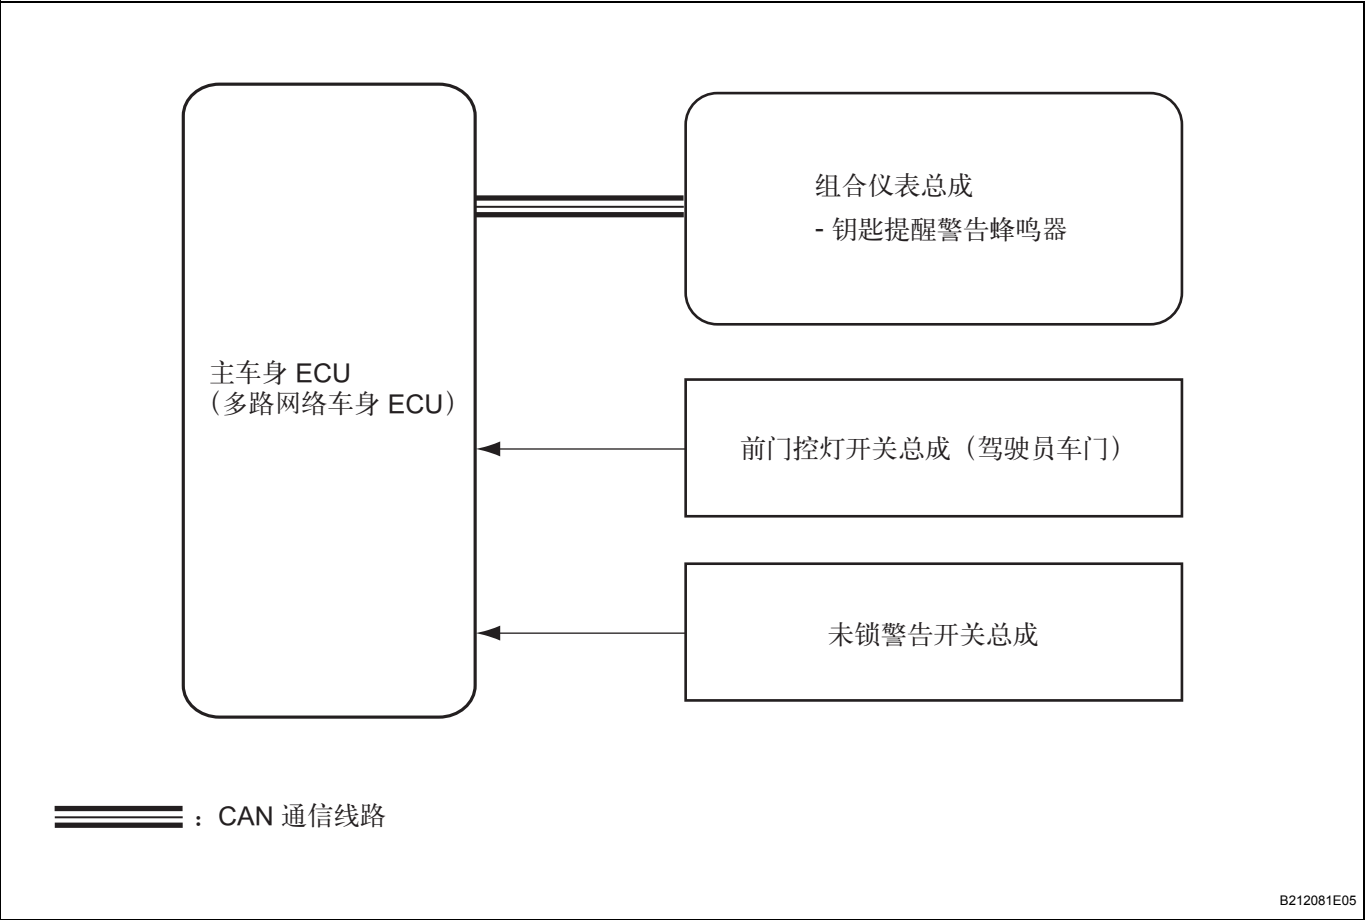 组合仪表总成
- 钥匙提醒警告蜂鸣器
主车身 ECU
（多路网络车身 ECU）
前门控灯开关总成（驾驶员车门）
未锁警告开关总成
：CAN 通信线路
B212081E05